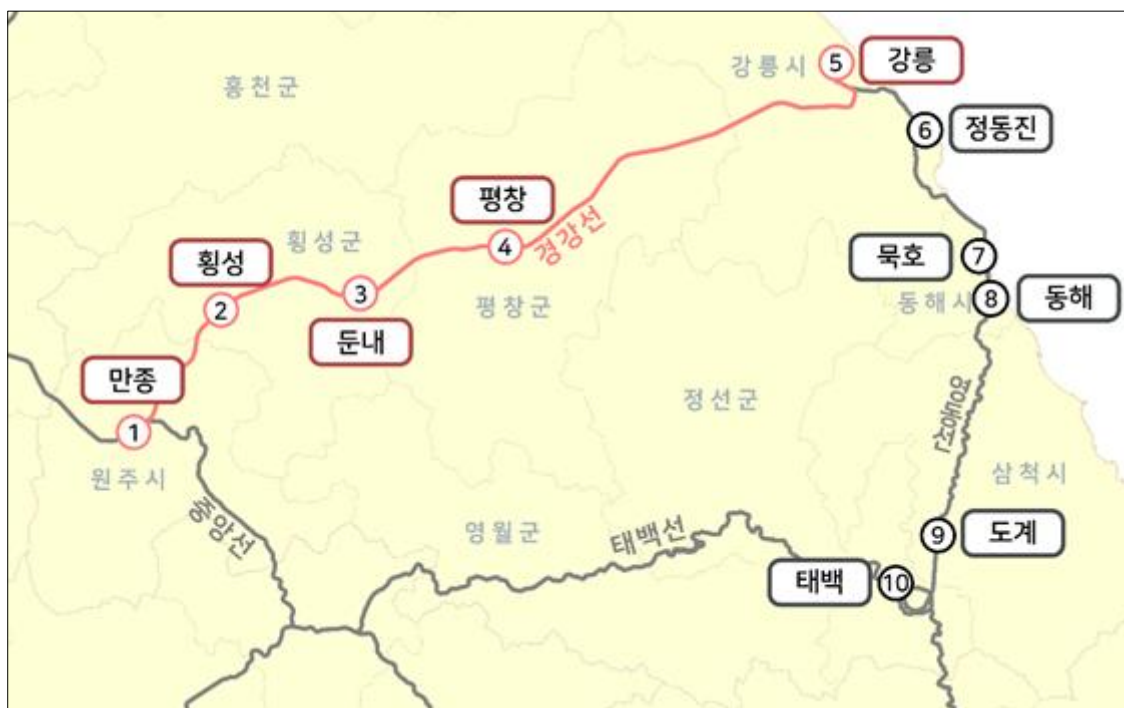 홍천군
강릉시
5
강릉
6
정동진
평창
4
경강선
횡성군
횡성
2
3
둔내
평창군
묵호
7
동해시
8
동해
만종
1
원주시
정선군
영동선
삼척시
중앙선
영월군
태백선
9
도계
태백
10